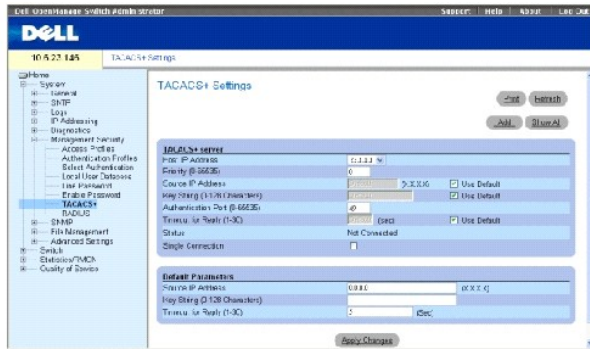 Dell OpenManage Switch Administrator
Support Help About Log Out
DELL
10.6.22.146
TACACS+ Settings
Home
System
General
SNTP
Logs
IP Addressing
Diagnostics
Management Security
Access Profiles
Authentication Profiles
Select Authentication
Local User Database
Line Password
Enable Password
TACACS+
RADIUS
SNMP
File Management
Advanced Settings
Switch
Statistics/RMON
Quality of Service
TACACS+ Settings
Print Refresh
Add Show All
TACACS+ server
Host IP Address
Priority (0-65535) 0
Source IP Address (X.X.X.X) Use Default
Key String (0-128 Characters) Use Default
Authentication Port (0-65535) 49
Timeout for Reply (1-30) (Sec) Use Default
Status Not Connected
Single Connection
Default Parameters
Source IP Address 0.0.0.0 (X.X.X.X)
Key String (0-128 Characters)
Timeout for Reply (1-30) (Sec)
Apply Changes